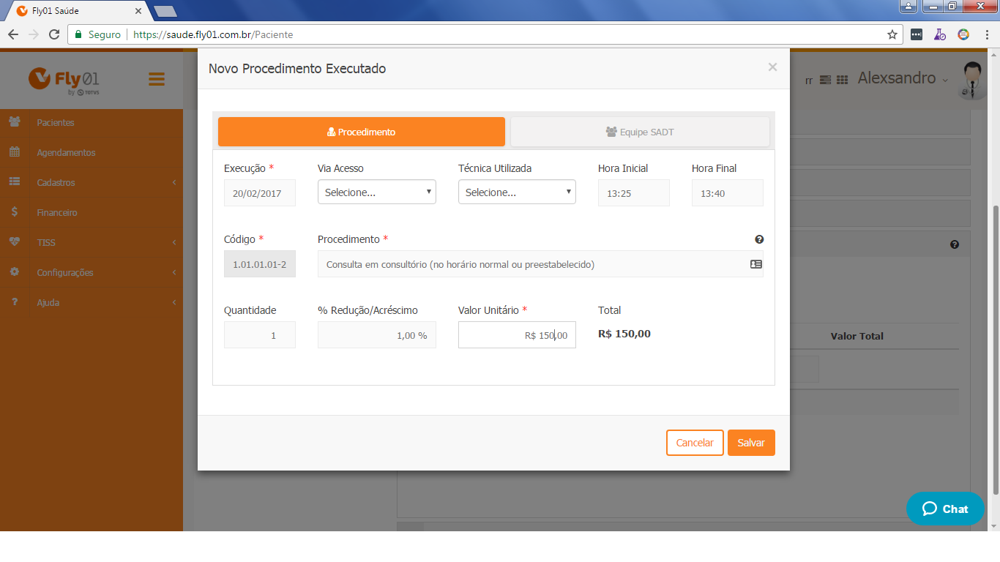 Fly01 Saúde
Seguro https://saude.fly01.com.br/Paciente
Novo Procedimento Executado ×
Fly01
by TOTVS
rr Alexsandro
Pacientes
Agendamentos
Cadastros
Financeiro
TISS
Configurações
Ajuda
Procedimento Equipe SADT
Execução * Via Acesso Técnica Utilizada Hora Inicial Hora Final
20/02/2017 Selecione... Selecione... 13:25 13:40
Código * Procedimento *
1.01.01.01-2 Consulta em consultório (no horário normal ou preestabelecido)
Quantidade % Redução/Acréscimo Valor Unitário * Total
1 1,00 % R$ 150,00 R$ 150,00
Valor Total
Cancelar Salvar
Chat